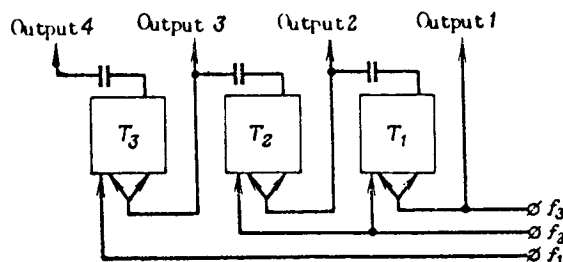 Output 4 Output 3 Output 2 Output 1
T3 T2 T1
ø f3
ø f2
ø f1